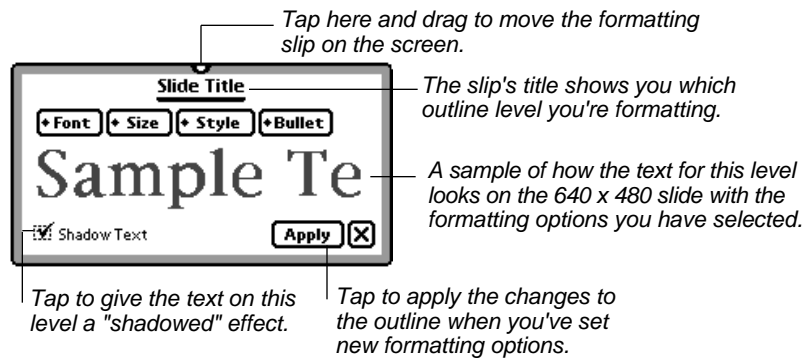 Tap here and drag to move the formatting
slip on the screen.
Slide Title
The slip's title shows you which
outline level you're formatting.
Font Size Style Bullet
Sample Te
A sample of how the text for this level
looks on the 640 x 480 slide with the
formatting options you have selected.
Shadow Text
Apply
Tap to give the text on this
level a "shadowed" effect.
Tap to apply the changes to
the outline when you've set
new formatting options.